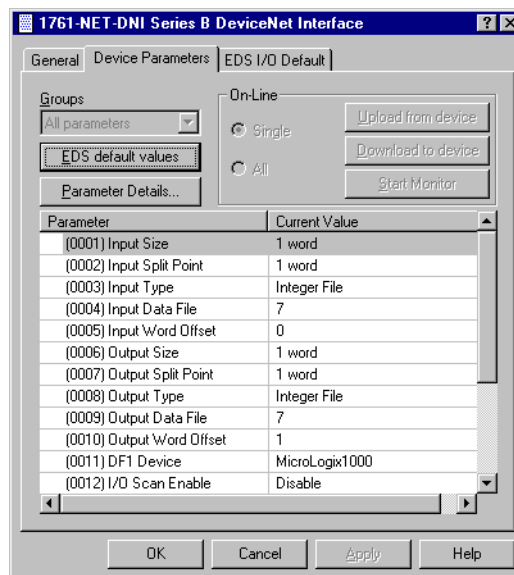 1761-NET-DNI Series B DeviceNet Interface
General Device Parameters EDS I/O Default
Groups
All parameters
EDS default values
Parameter Details...
On-Line
Single
All
Upload from device
Download to device
Start Monitor
Parameter Current Value
(0001) Input Size 1 word
(0002) Input Split Point 1 word
(0003) Input Type Integer File
(0004) Input Data File 7
(0005) Input Word Offset 0
(0006) Output Size 1 word
(0007) Output Split Point 1 word
(0008) Output Type Integer File
(0009) Output Data File 7
(0010) Output Word Offset 1
(0011) DF1 Device MicroLogix1000
(0012) I/O Scan Enable Disable
OK Cancel Apply Help